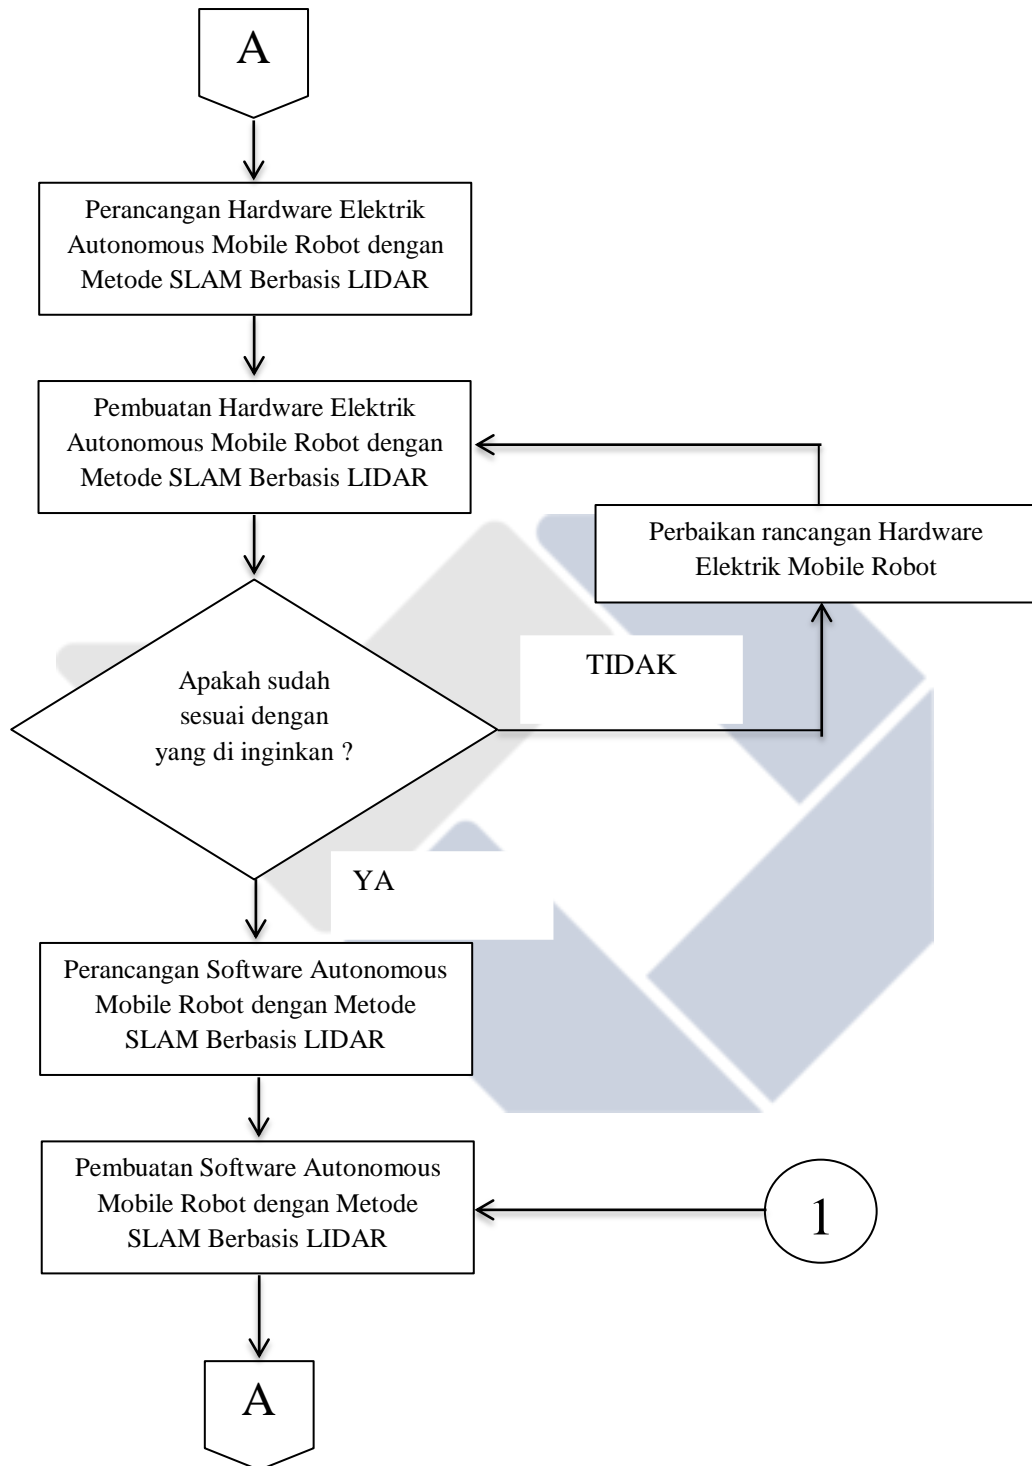 A
Perancangan Hardware Elektrik
Autonomous Mobile Robot dengan
Metode SLAM Berbasis LIDAR
Pembuatan Hardware Elektrik
Autonomous Mobile Robot dengan
Metode SLAM Berbasis LIDAR
Perbaikan rancangan Hardware
Elektrik Mobile Robot
TIDAK
Apakah sudah
sesuai dengan
yang di inginkan ?
YA
Perancangan Software Autonomous
Mobile Robot dengan Metode
SLAM Berbasis LIDAR
Pembuatan Software Autonomous
Mobile Robot dengan Metode
SLAM Berbasis LIDAR
1
A